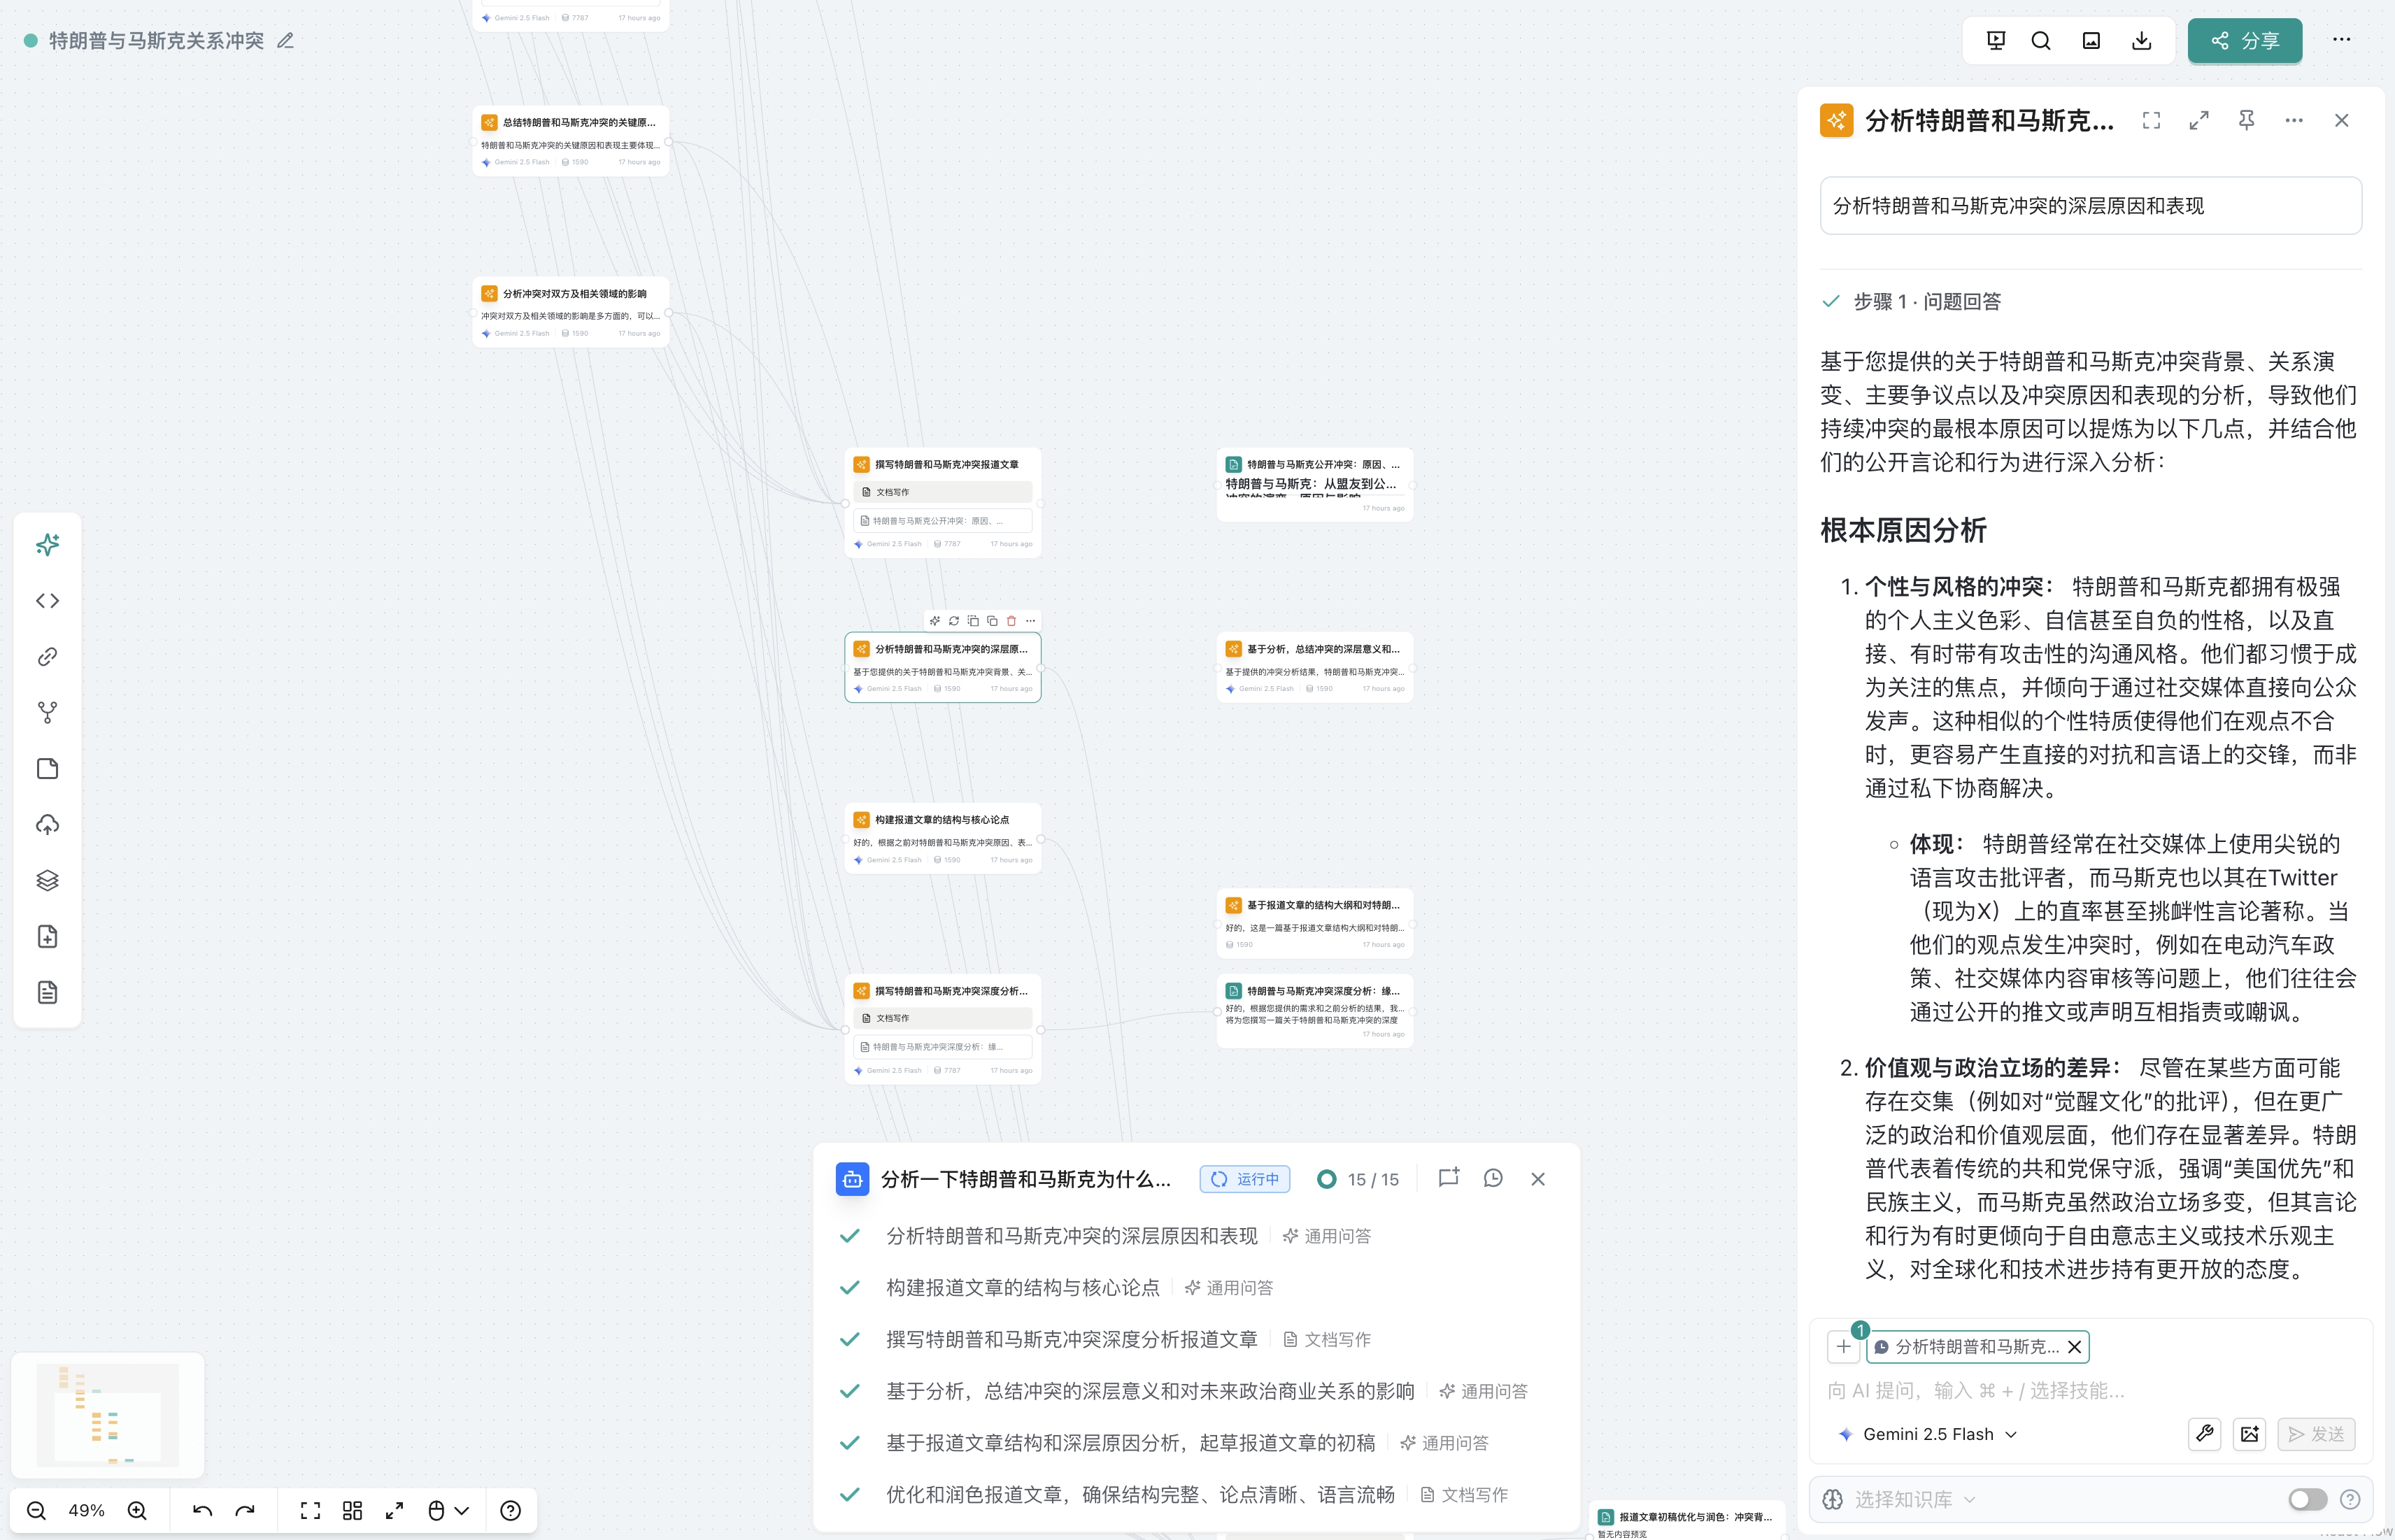 Gemini 2.5 Flash 7787 17 hours ago
特朗普与马斯克关系冲突
分享
总结特朗普和马斯克冲突的关键原...
特朗普和马斯克冲突的关键原因和表现主要体现...
Gemini 2.5 Flash 1590 17 hours ago
分析冲突对双方及相关领域的影响
冲突对双方及相关领域的影响是多方面的，可以...
Gemini 2.5 Flash 1590 17 hours ago
撰写特朗普和马斯克冲突报道文章
文档写作
特朗普与马斯克公开冲突：原因、...
Gemini 2.5 Flash 7787 17 hours ago
特朗普与马斯克公开冲突：原因、...
特朗普与马斯克：从盟友到公...
17 hours ago
分析特朗普和马斯克冲突的深层原...
基于您提供的关于特朗普和马斯克冲突背景、关...
Gemini 2.5 Flash 1590 17 hours ago
基于分析，总结冲突的深层意义和...
基于提供的冲突分析结果，特朗普和马斯克冲突...
Gemini 2.5 Flash 1590 17 hours ago
构建报道文章的结构与核心论点
好的，根据之前对特朗普和马斯克冲突原因、表...
Gemini 2.5 Flash 1590 17 hours ago
基于报道文章的结构大纲和对特朗...
好的，这是一篇基于报道文章结构大纲和对特朗...
1590 17 hours ago
撰写特朗普和马斯克冲突深度分析...
文档写作
特朗普与马斯克冲突深度分析：缘...
Gemini 2.5 Flash 7787 17 hours ago
特朗普与马斯克冲突深度分析：缘...
好的，根据您提供的需求和之前分析的结果，我...
将为您撰写一篇关于特朗普和马斯克冲突的深度
17 hours ago
分析一下特朗普和马斯克为什么... 运行中 15 / 15
分析特朗普和马斯克冲突的深层原因和表现 通用问答
构建报道文章的结构与核心论点 通用问答
撰写特朗普和马斯克冲突深度分析报道文章 文档写作
基于分析，总结冲突的深层意义和对未来政治商业关系的影响 通用问答
基于报道文章结构和深层原因分析，起草报道文章的初稿 通用问答
优化和润色报道文章，确保结构完整、论点清晰、语言流畅 文档写作
报道文章初稿优化与润色：冲突背...
暂无内容预览
49%
分析特朗普和马斯克...
分析特朗普和马斯克冲突的深层原因和表现
步骤 1 · 问题回答
基于您提供的关于特朗普和马斯克冲突背景、关系演
变、主要争议点以及冲突原因和表现的分析，导致他们
持续冲突的最根本原因可以提炼为以下几点，并结合他
们的公开言论和行为进行深入分析：
根本原因分析
1. 个性与风格的冲突： 特朗普和马斯克都拥有极强
的个人主义色彩、自信甚至自负的性格，以及直
接、有时带有攻击性的沟通风格。他们都习惯于成
为关注的焦点，并倾向于通过社交媒体直接向公众
发声。这种相似的个性特质使得他们在观点不合
时，更容易产生直接的对抗和言语上的交锋，而非
通过私下协商解决。
体现： 特朗普经常在社交媒体上使用尖锐的
语言攻击批评者，而马斯克也以其在Twitter
（现为X）上的直率甚至挑衅性言论著称。当
他们的观点发生冲突时，例如在电动汽车政
策、社交媒体内容审核等问题上，他们往往会
通过公开的推文或声明互相指责或嘲讽。
2. 价值观与政治立场的差异： 尽管在某些方面可能
存在交集（例如对“觉醒文化”的批评），但在更广
泛的政治和价值观层面，他们存在显著差异。特朗
普代表着传统的共和党保守派，强调“美国优先”和
民族主义，而马斯克虽然政治立场多变，但其言论
和行为有时更倾向于自由意志主义或技术乐观主
义，对全球化和技术进步持有更开放的态度。
1
分析特朗普和马斯克...
向 AI 提问，输入 ⌘ + / 选择技能...
Gemini 2.5 Flash 发送
选择知识库